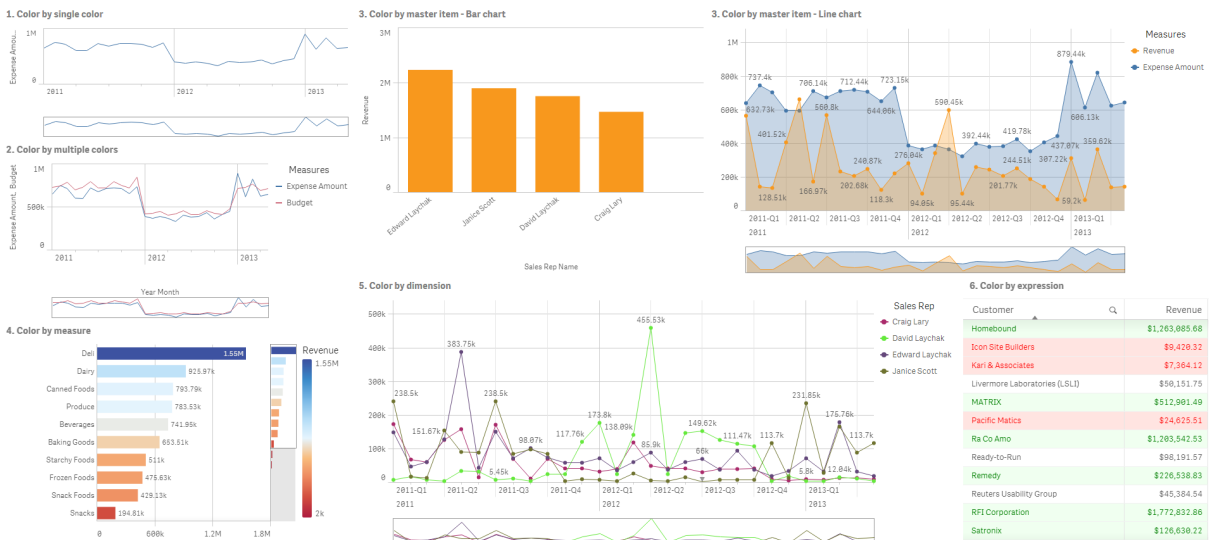 1. Color by single color
Expense Amou...
1M
0
2011
2012
2013
2. Color by multiple colors
Expense Amount, Budget
1M
500k
0
2011
2012
2013
Year Month
Measures
Expense Amount
Budget
3. Color by master item - Bar chart
Revenue
3M
2M
1M
0
Edward Laychak
Janice Scott
David Laychak
Craig Lary
Sales Rep Name
3. Color by master item - Line chart
1M
800k
600k
400k
200k
0
737.4k
706.14k
712.44k
723.15k
879.44k
632.73k
560.8k
644.06k
590.45k
606.13k
401.52k
240.87k
276.04k
392.44k
419.78k
437.07k
359.62k
307.22k
244.51k
128.51k
166.97k
202.68k
118.3k
94.05k
95.44k
201.77k
59.2k
2011-Q1
2011-Q2
2011-Q3
2011-Q4
2012-Q1
2012-Q2
2012-Q3
2012-Q4
2013-Q1
2011
2012
2013
Measures
Revenue
Expense Amount
4. Color by measure
Deli
1.55M
Dairy
925.97k
Canned Foods
793.79k
Produce
783.53k
Beverages
741.96k
Baking Goods
653.51k
Starchy Foods
511k
Frozen Foods
475.63k
Snack Foods
429.13k
Snacks
194.81k
0
600k
1.2M
1.8M
Revenue
1.55M
2k
5. Color by dimension
500k
400k
300k
200k
100k
0
455.53k
383.75k
238.5k
238.5k
231.85k
151.67k
98.07k
117.76k
173.8k
138.09k
149.62k
111.47k
113.7k
175.76k
113.7k
5.45k
85.9k
66k
5.8k
12.04k
2011-Q1
2011-Q2
2011-Q3
2011-Q4
2012-Q1
2012-Q2
2012-Q3
2012-Q4
2013-Q1
2011
2012
2013
Sales Rep
Craig Lary
David Laychak
Edward Laychak
Janice Scott
6. Color by expression
Customer Revenue
Homebound $1,263,085.68
Icon Site Builders $9,420.32
Kari & Associates $7,364.32
Livermore Laboratories (LSLI) $50,151.75
MATRIX $512,901.49
Pacific Matics $24,625.51
Ra Co Amo $1,203,542.53
Ready-to-Run $98,191.57
Remedy $226,538.83
Reuters Usability Group $45,384.54
RFI Corporation $1,772,832.86
Satronix $126,630.22